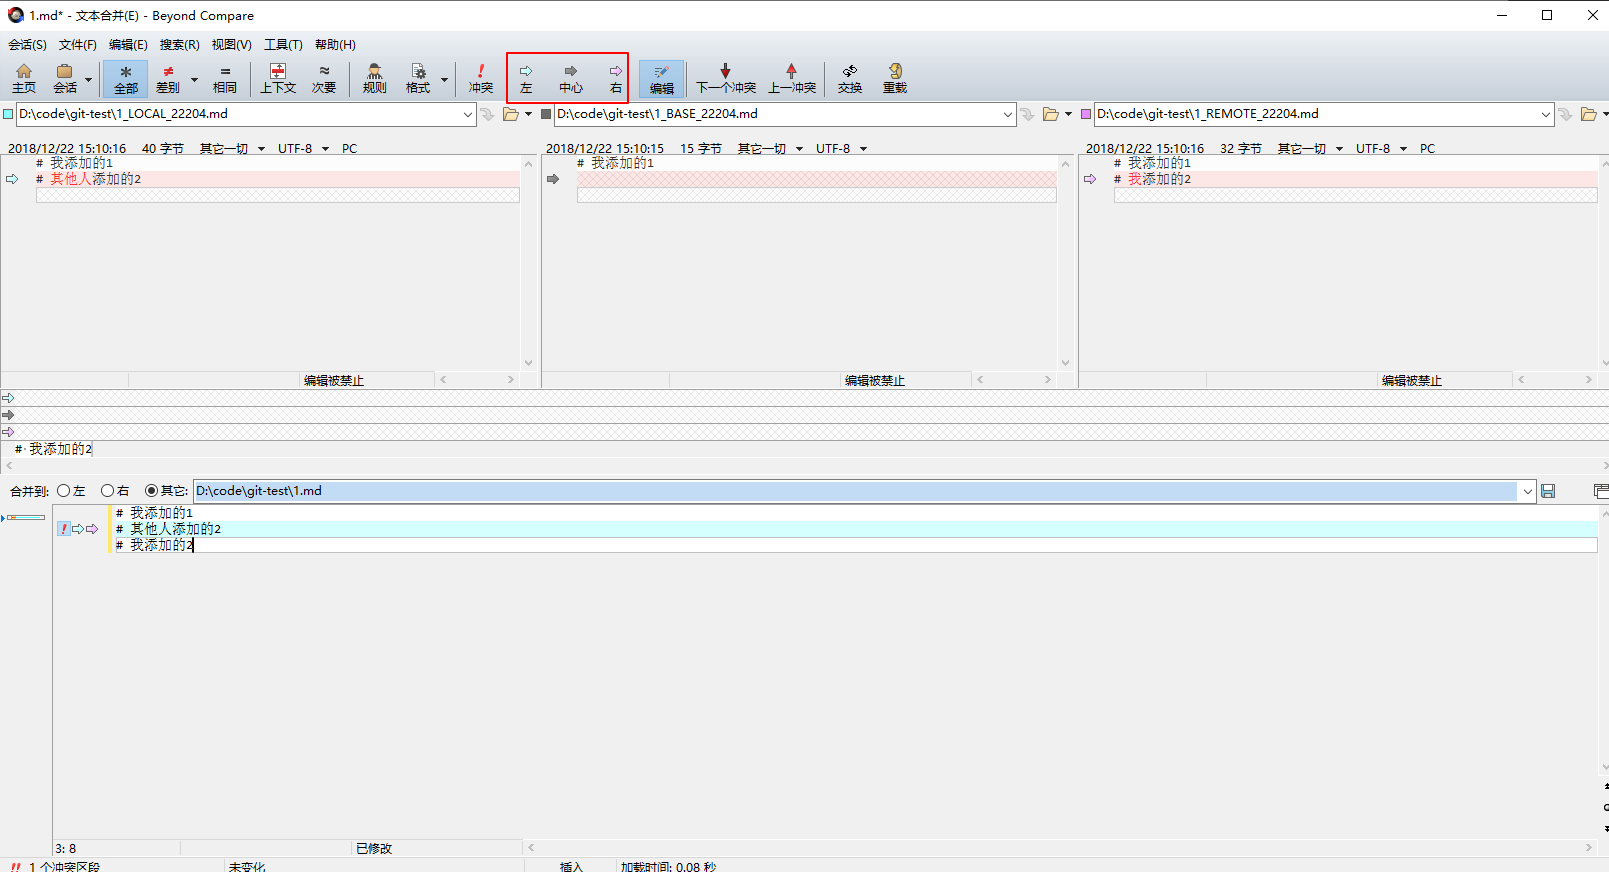 1.md* - 文本合并(E) - Beyond Compare
会话(S) 文件(F) 编辑(E) 搜索(R) 视图(V) 工具(T) 帮助(H)
主页 会话 全部 差别 相同 上下文 次要 规则 格式 冲突 左 中心 右 编辑 下一个冲突 上一冲突 交换 重载
D:\code\git-test\1_LOCAL_22204.md D:\code\git-test\1_BASE_22204.md D:\code\git-test\1_REMOTE_22204.md
2018/12/22 15:10:16 40 字节 其它一切 UTF-8 PC 2018/12/22 15:10:15 15 字节 其它一切 UTF-8 2018/12/22 15:10:16 32 字节 其它一切 UTF-8 PC
# 我添加的1 # 我添加的1 # 我添加的1
# 其他人添加的2 # 我添加的2
编辑被禁止 编辑被禁止 编辑被禁止
#·我添加的2
合并到: 左 右 其它: D:\code\git-test\1.md
# 我添加的1
# 其他人添加的2
# 我添加的2
3: 8 已修改
1 个冲突区段 未变化 插入 加载时间: 0.08 秒